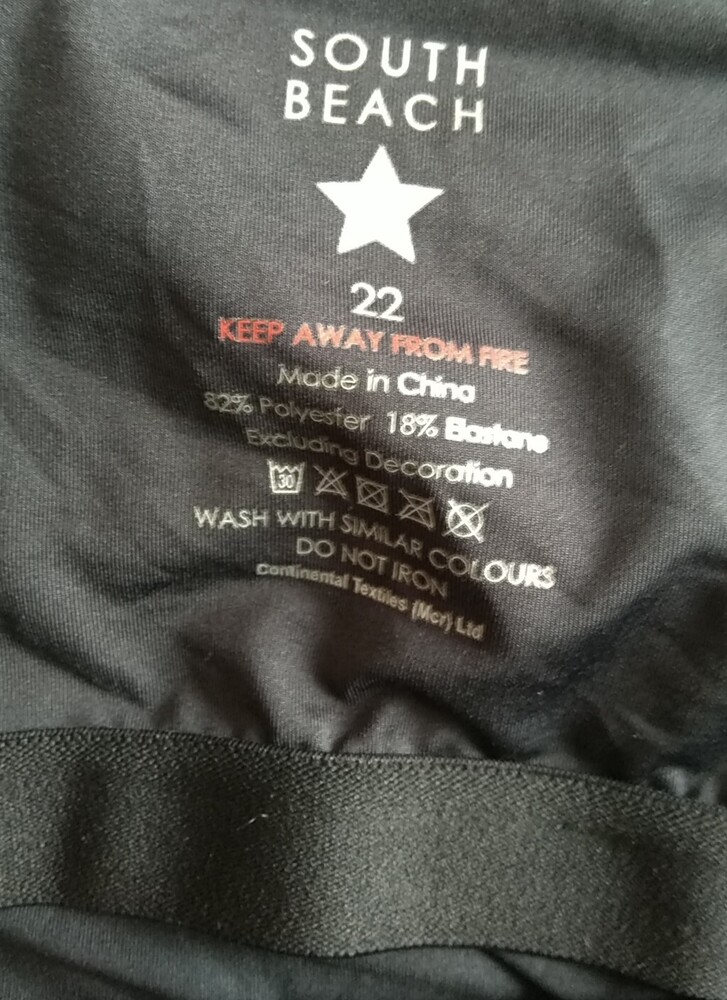 SOUTH
BEACH
22
KEEP AWAY FROM FIRE
Made in China
82% Polyester 18% Elastane
Excluding Decoration
30
WASH WITH SIMILAR COLOURS
DO NOT IRON
Continental Textiles (Mcr) Ltd